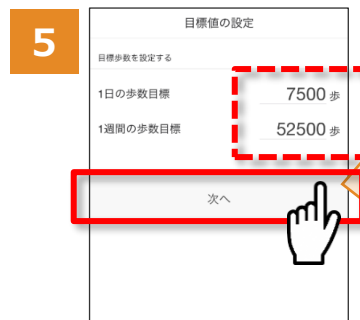 5
目標値の設定
目標歩数を設定する
1日の歩数目標 7500 歩
1週間の歩数目標 52500 歩
次へ